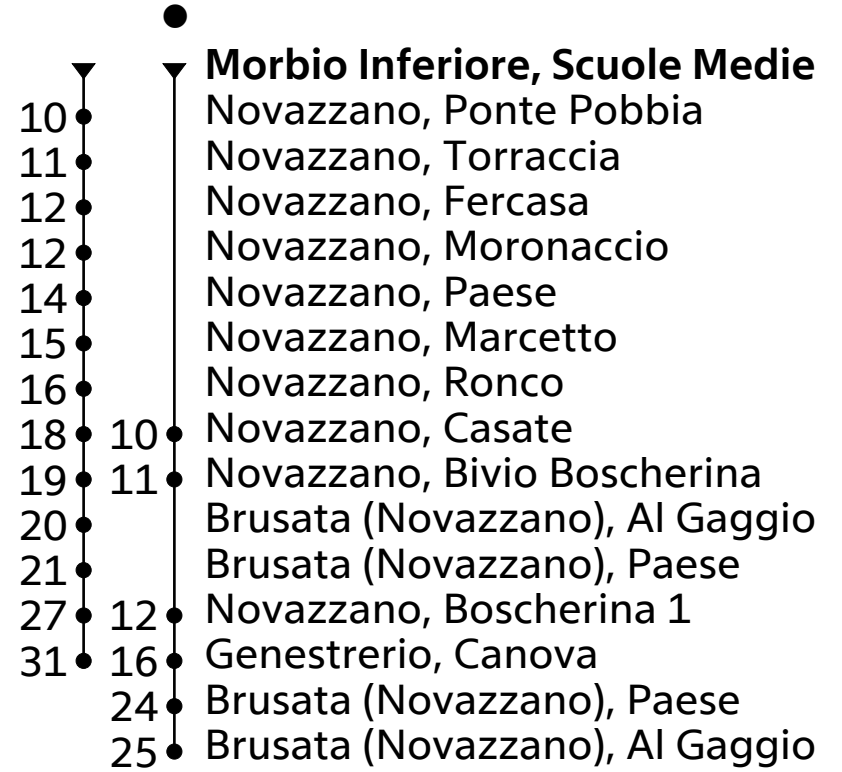 Morbio Inferiore, Scuole Medie
10 Novazzano, Ponte Pobbia
11 Novazzano, Torraccia
12 Novazzano, Fercasa
12 Novazzano, Moronaccio
14 Novazzano, Paese
15 Novazzano, Marcetto
16 Novazzano, Ronco
18 10 Novazzano, Casate
19 11 Novazzano, Bivio Boscherina
20 Brusata (Novazzano), Al Gaggio
21 Brusata (Novazzano), Paese
27 12 Novazzano, Boscherina 1
31 16 Genestrerio, Canova
24 Brusata (Novazzano), Paese
25 Brusata (Novazzano), Al Gaggio